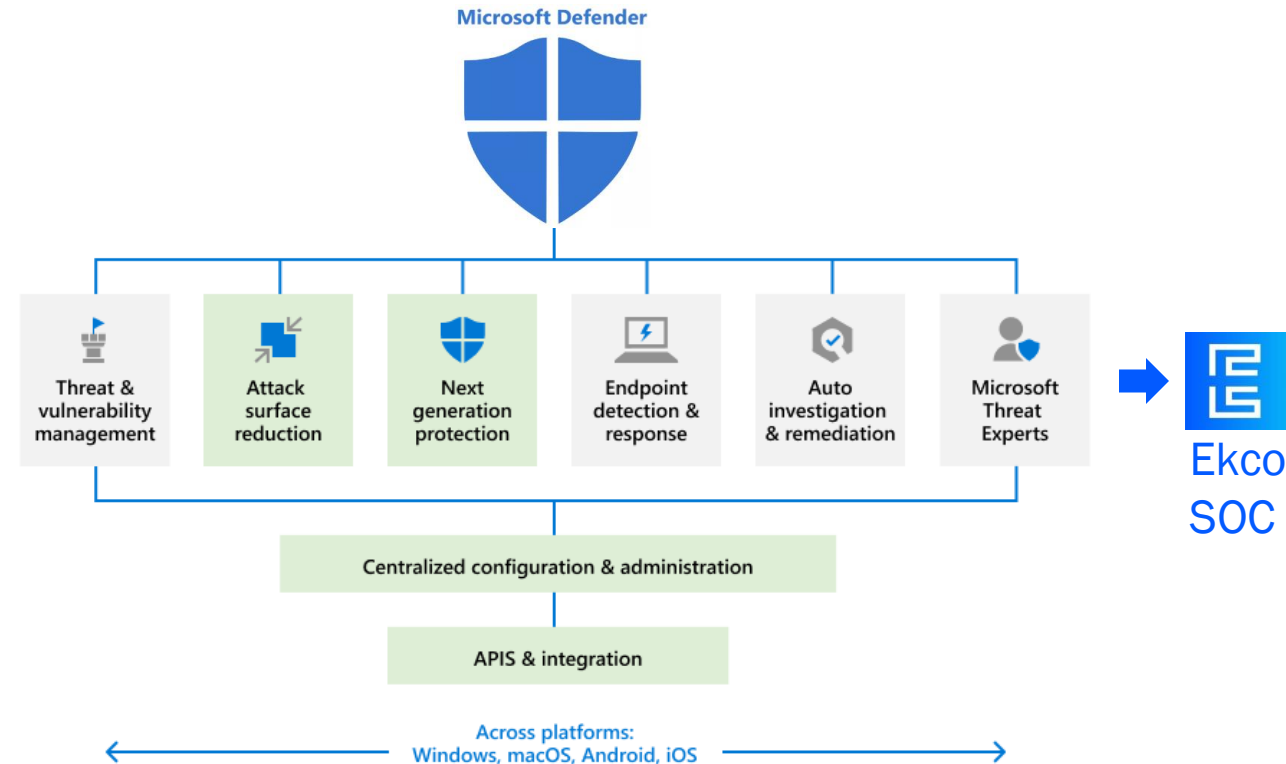 Microsoft Defender
Threat &
vulnerability
management
Attack
surface
reduction
Next
generation
protection
Endpoint
detection &
response
Auto
investigation
& remediation
Microsoft
Threat
Experts
Ekco
SOC
Centralized configuration & administration
APIS & integration
Across platforms:
Windows, macOS, Android, iOS